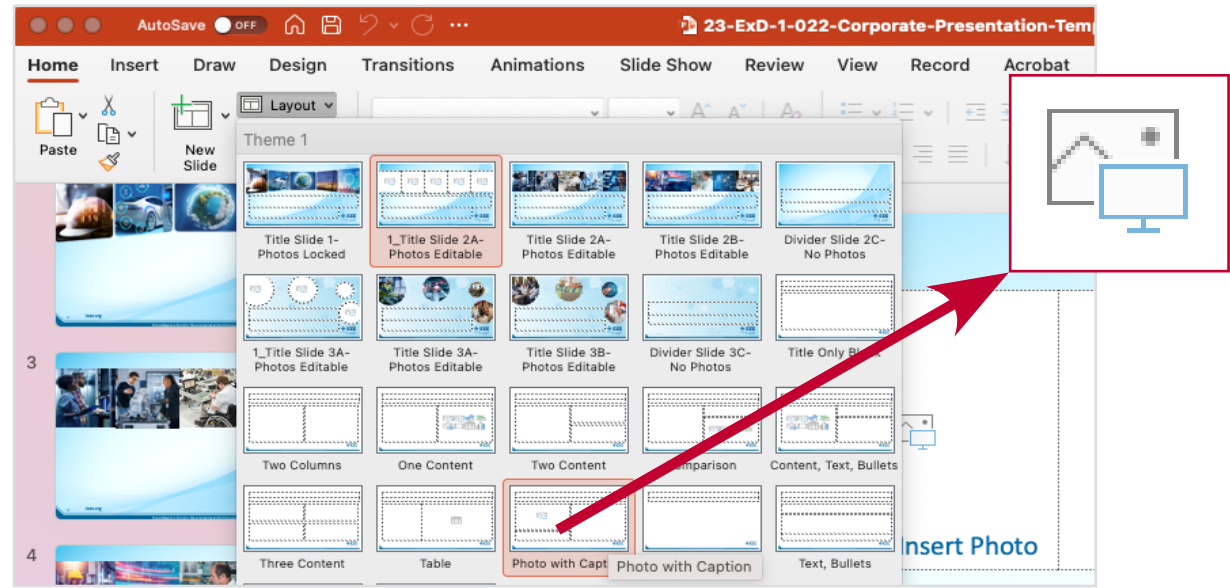 AutoSave OFF
23-ExD-1-022-Corporate-Presentation-Tem
Home Insert Draw Design Transitions Animations Slide Show Review View Record Acrobat
Layout
Paste
New
Slide
Theme 1
Title Slide 1-
Photos Locked
1_Title Slide 2A-
Photos Editable
Title Slide 2A-
Photos Editable
Title Slide 2B-
Photos Editable
Divider Slide 2C-
No Photos
1_Title Slide 3A-
Photos Editable
Title Slide 3A-
Photos Editable
Title Slide 3B-
Photos Editable
Divider Slide 3C-
No Photos
Title Only
3
Two Columns
One Content
Two Content
Comparison
Content, Text, Bullets
4
Three Content
Table
Photo with Capt
Photo with Caption
Text, Bullets
Insert Photo